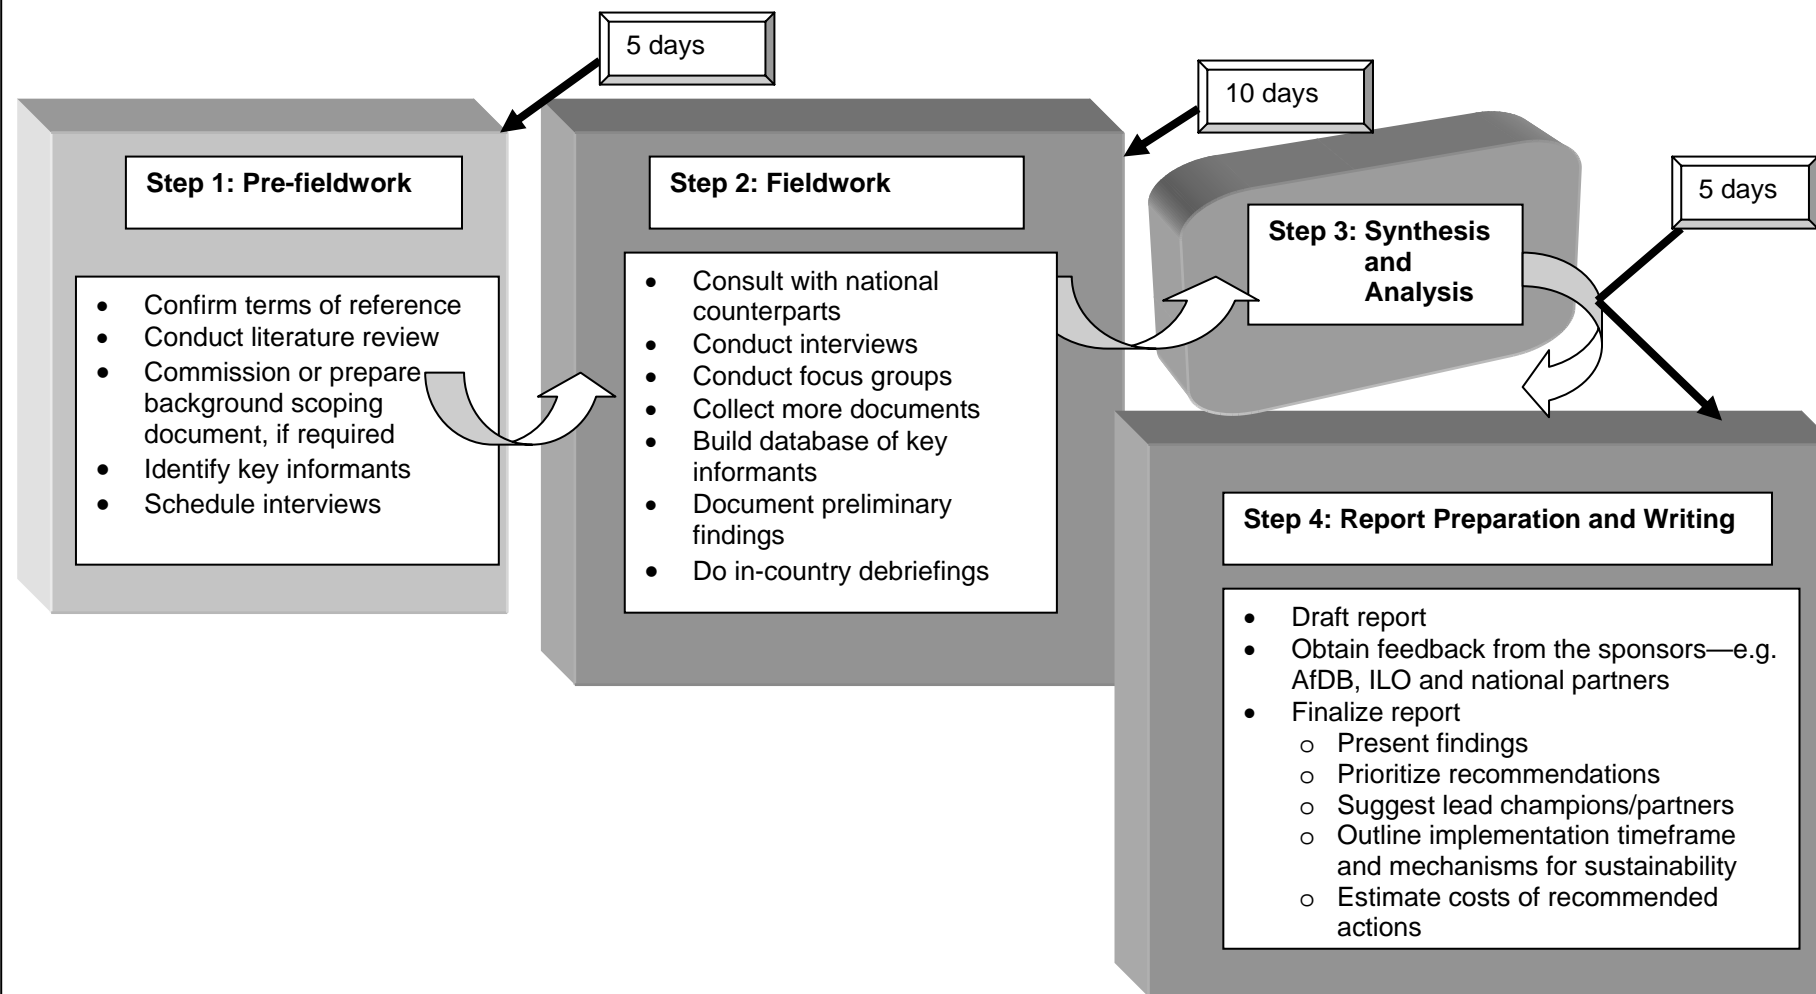 5 days
10 days
5 days
Step 1: Pre-fieldwork
• Confirm terms of reference
• Conduct literature review
• Commission or prepare
background scoping
document, if required
• Identify key informants
• Schedule interviews
Step 2: Fieldwork
• Consult with national
counterparts
• Conduct interviews
• Conduct focus groups
• Collect more documents
• Build database of key
informants
• Document preliminary
findings
• Do in-country debriefings
Step 3: Synthesis
and
Analysis
Step 4: Report Preparation and Writing
• Draft report
• Obtain feedback from the sponsors—e.g.
AfDB, ILO and national partners
• Finalize report
o Present findings
o Prioritize recommendations
o Suggest lead champions/partners
o Outline implementation timeframe
and mechanisms for sustainability
o Estimate costs of recommended
actions